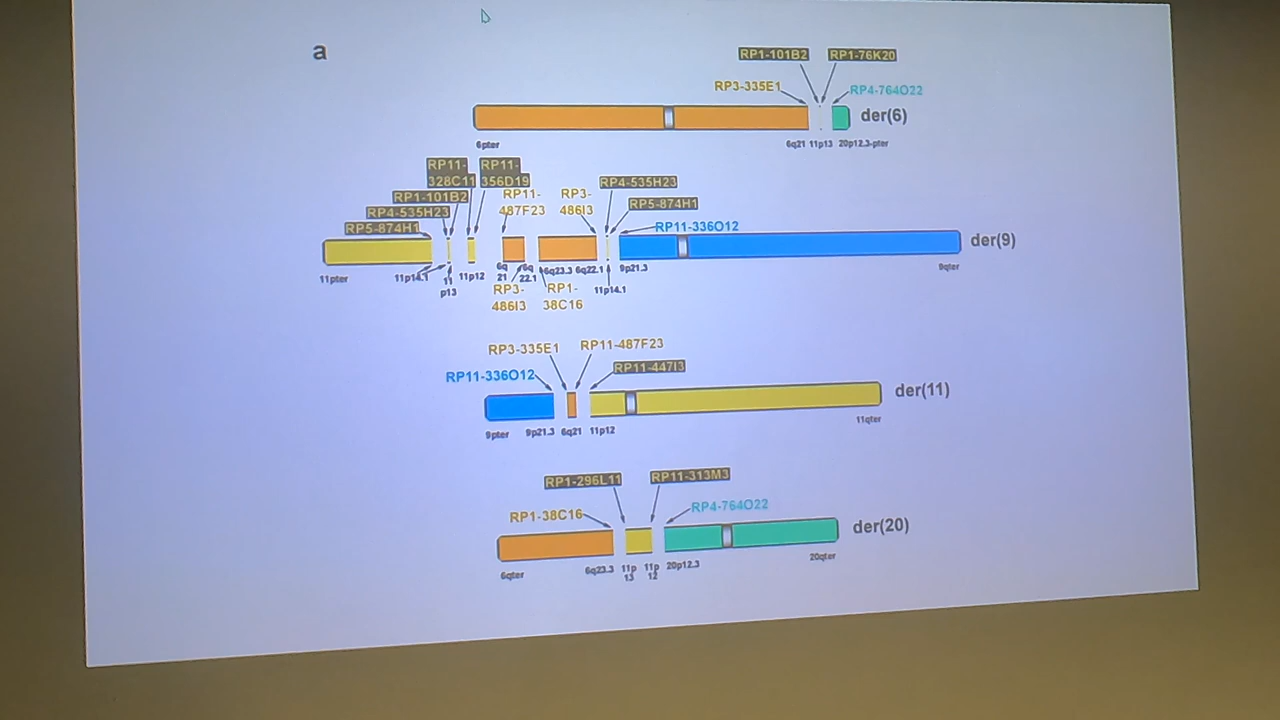 a
RP1-101B2
RP1-76K20
RP3-335E1
RP4-764O22
der(6)
6pter
6q21
11p13
20p12.3-pter
RP11-
328C11
RP11-
356D19
RP1-101B2
RP4-535H23
RP5-874H1
RP11-
487F23
RP3-
486I3
RP4-535H23
RP5-874H1
RP11-336O12
der(9)
11pter
11p14.1
11
p13
11p12
6q
21
6q
22.1
6q23.3
6q22.1
9p21.3
9qter
RP3-
486I3
RP1-
38C16
11p14.1
RP3-335E1
RP11-487F23
RP11-336O12
RP11-447I3
der(11)
9pter
9p21.3
6q21
11p12
11qter
RP1-296L11
RP11-313M3
RP1-38C16
RP4-764O22
der(20)
6qter
6q23.3
11p
13
11p
12
20p12.3
20qter